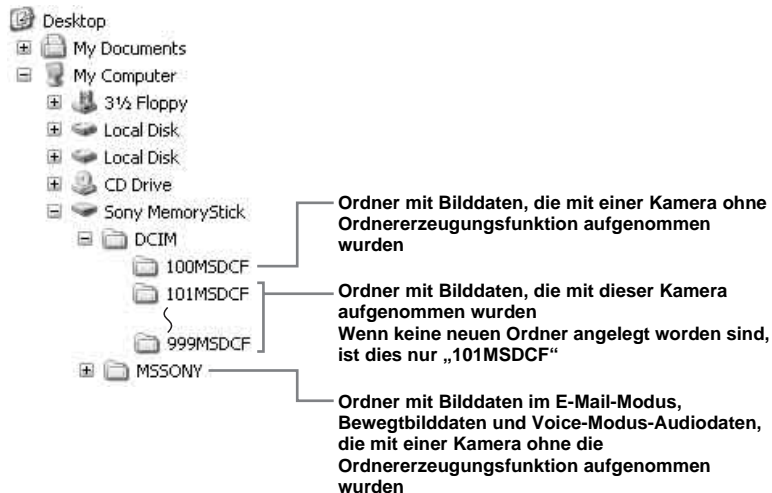 Desktop
My Documents
My Computer
3½ Floppy
Local Disk
Local Disk
CD Drive
Sony MemoryStick
DCIM
100MSDCF
101MSDCF
999MSDCF
MSSONY
Ordner mit Bilddaten, die mit einer Kamera ohne
Ordnererzeugungsfunktion aufgenommen
wurden
Ordner mit Bilddaten, die mit dieser Kamera
aufgenommen wurden
Wenn keine neuen Ordner angelegt worden sind,
ist dies nur „101MSDCF“
Ordner mit Bilddaten im E-Mail-Modus,
Bewegtbilddaten und Voice-Modus-Audiodaten,
die mit einer Kamera ohne die
Ordnererzeugungsfunktion aufgenommen
wurden